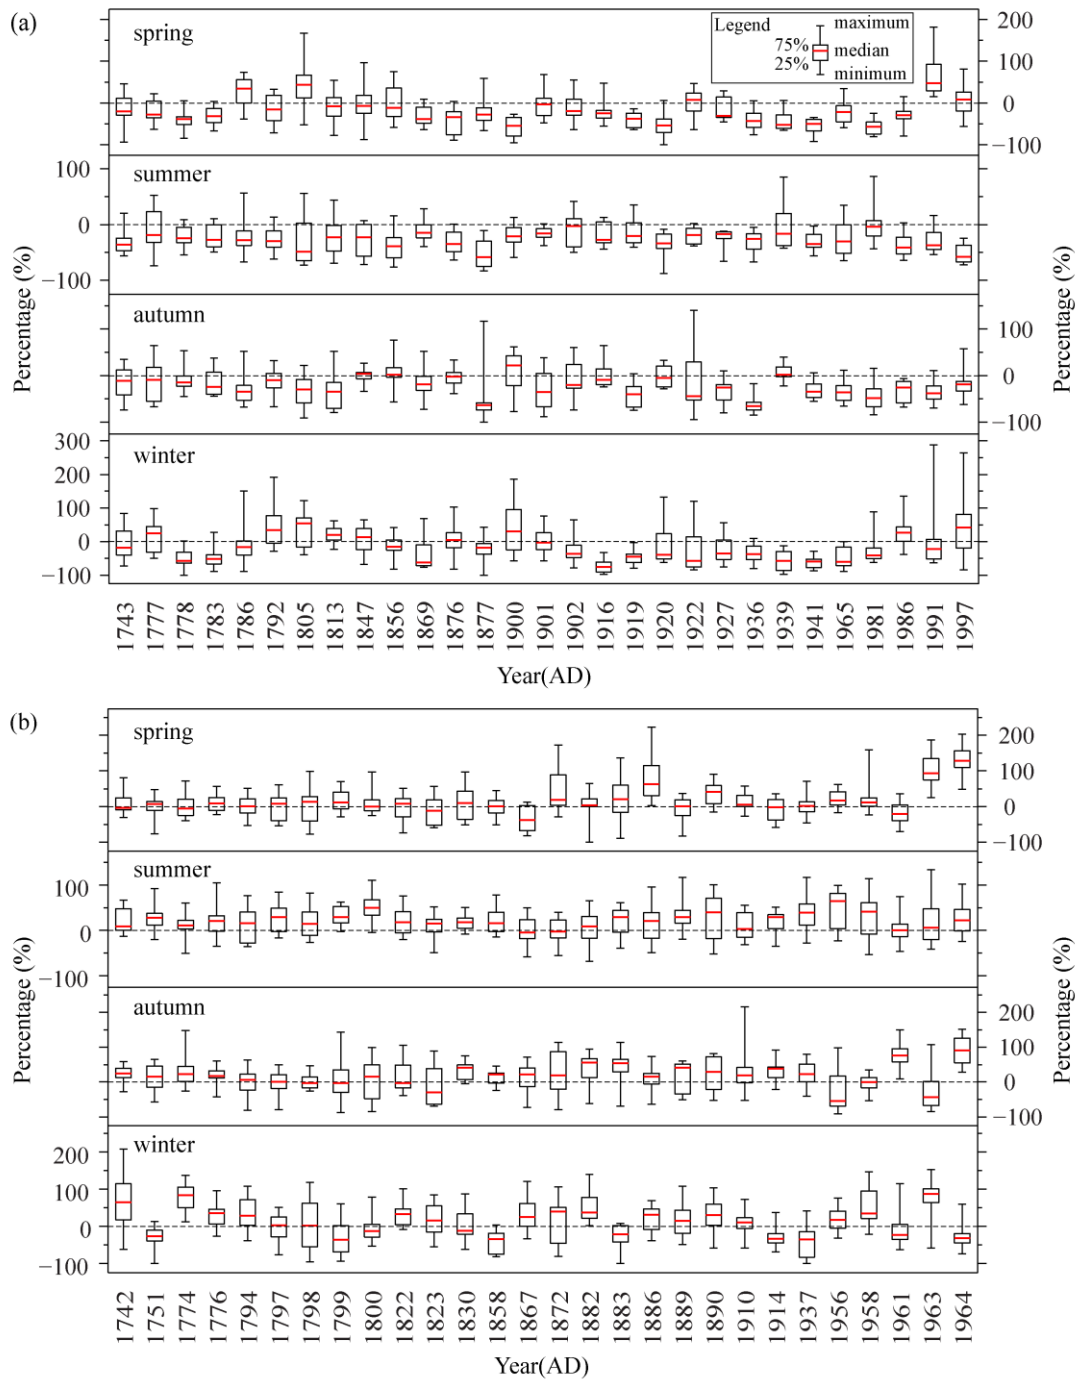 (a)
spring
Legend
75%
25%
maximum
median
minimum
200
100
0
−100
summer
100
0
−100
autumn
100
0
−100
winter
300
200
100
0
−100
Percentage (%)
Percentage (%)
1743 1777 1778 1783 1786 1792 1805 1813 1847 1856 1869 1876 1877 1900 1901 1902 1916 1919 1920 1922 1927 1936 1939 1941 1965 1981 1986 1991 1997
Year(AD)
(b)
spring
200
100
0
−100
summer
100
0
−100
autumn
200
100
0
−100
winter
200
100
0
−100
Percentage (%)
Percentage (%)
1742 1751 1774 1776 1794 1797 1798 1799 1800 1822 1823 1830 1858 1867 1872 1882 1883 1886 1889 1890 1910 1914 1937 1956 1958 1961 1963 1964
Year(AD)